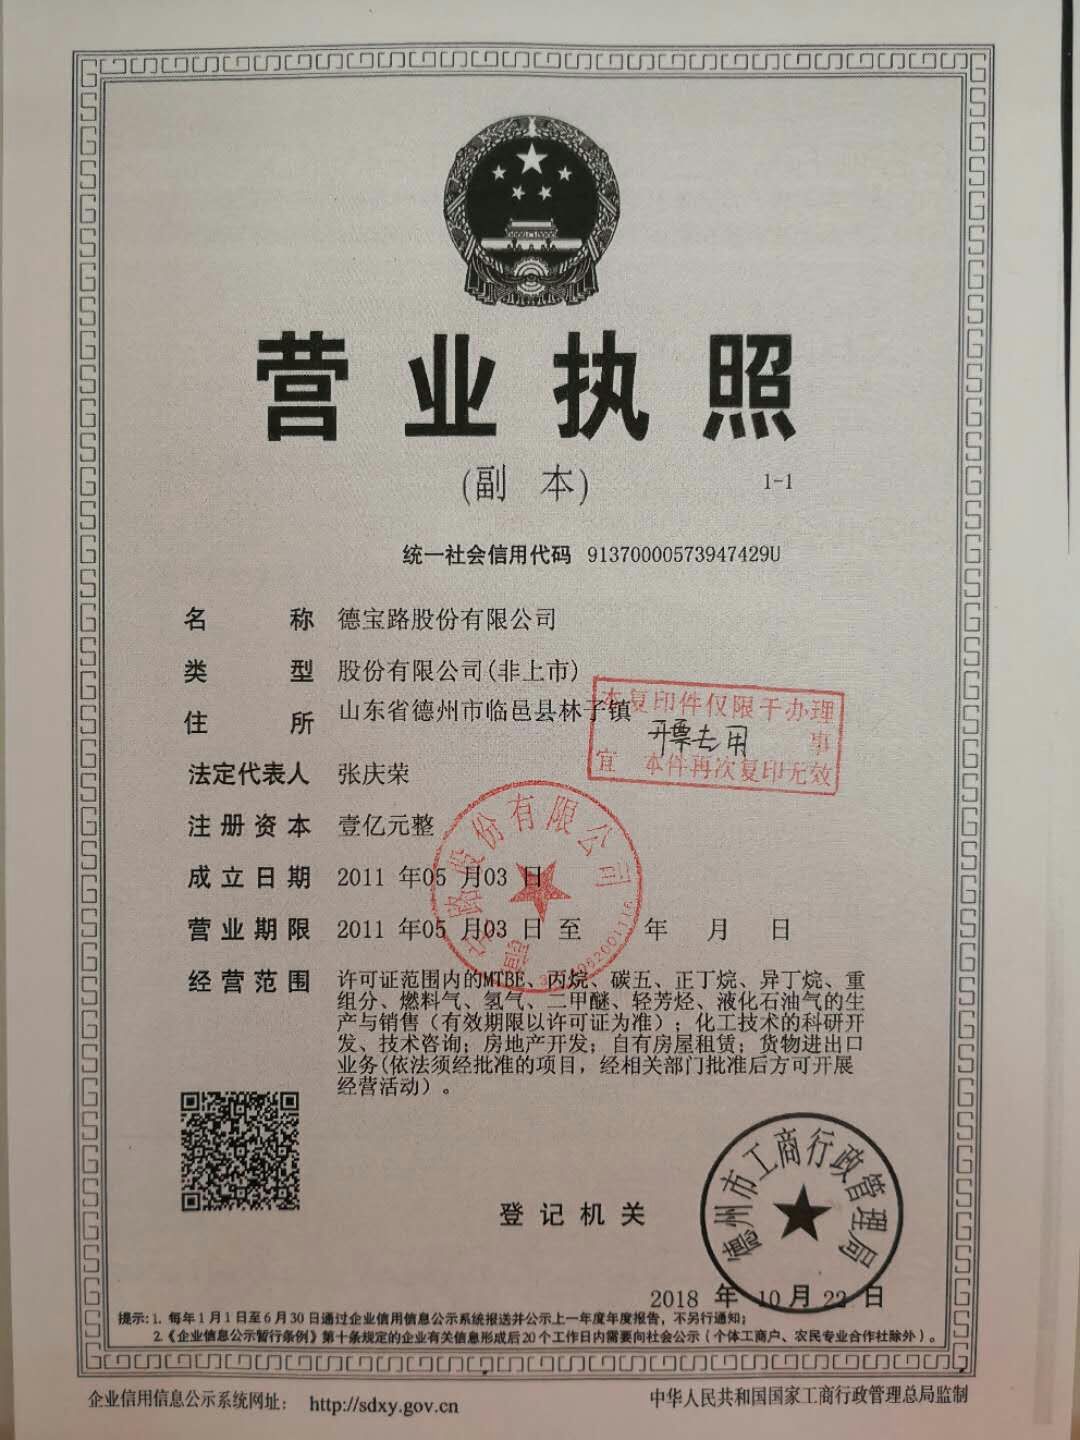 营业执照
(副 本)
1-1
统一社会信用代码 91370000573947429U
名 称 德宝路股份有限公司
类 型 股份有限公司(非上市)
住 所 山东省德州市临邑县林子镇
本复印件仅限于办理
开票专用 事
宜 本件再次复印无效
法定代表人 张庆荣
注册资本 壹亿元整
成立日期 2011 年05 月03 日
营业期限 2011 年05 月03 日 至 年 月 日
经营范围 许可证范围内的MTBE、丙烷、碳五、正丁烷、异丁烷、重
组分、燃料气、氢气、二甲醚、轻芳烃、液化石油气的生
产与销售（有效期限以许可证为准）；化工技术的科研开
发、技术咨询；房地产开发；自有房屋租赁；货物进出口
业务(依法须经批准的项目，经相关部门批准后方可开展
经营活动）。
路股份有限公司
登记机关
德州市工商行政管理局
2018 年 10 月 22 日
提示：1. 每年1月1日至6月30日通过企业信用信息公示系统报送并公示上一年度年度报告，不另行通知；
2.《企业信息公示暂行条例》第十条规定的企业有关信息形成后20个工作日内需要向社会公示（个体工商户、农民专业合作社除外）。
企业信用信息公示系统网址： http://sdxy.gov.cn
中华人民共和国国家工商行政管理总局监制